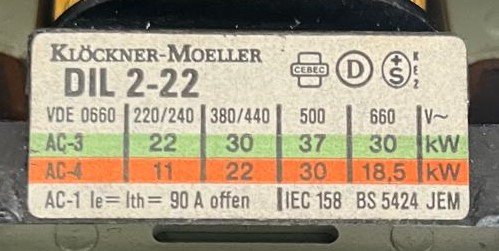 KLÖCKNER-MOELLER
DIL 2-22
CEBEC D +S KE2
VDE 0660 220/240 380/440 500 660 V~
AC-3 22 30 37 30 kW
AC-4 11 22 30 18,5 kW
AC-1 Ie= Ith= 90 A offen IEC 158 BS 5424 JEM